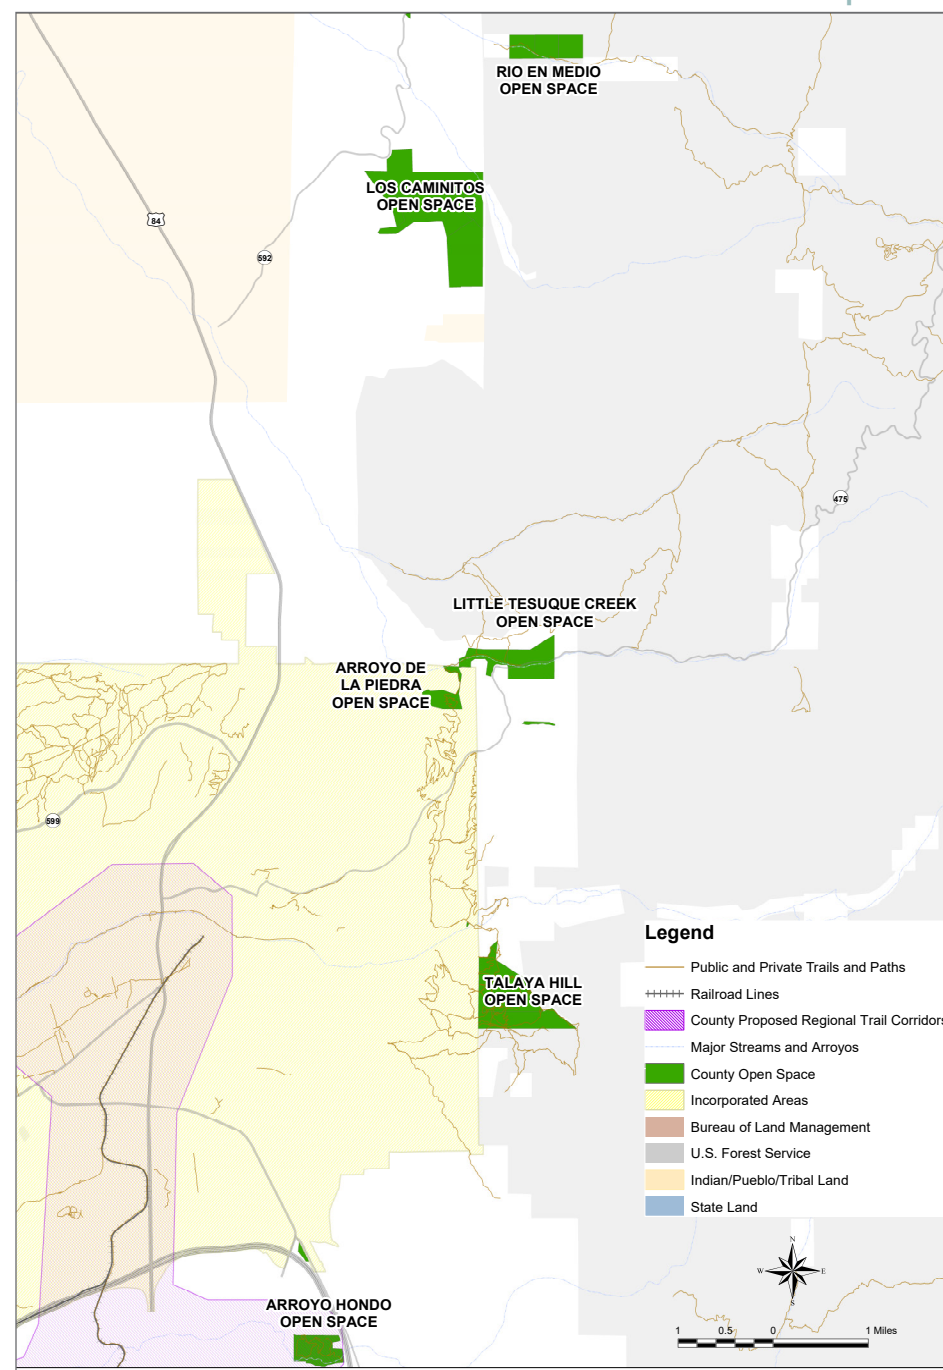 RIO EN MEDIO
OPEN SPACE
LOS CAMINITOS
OPEN SPACE
84
592
475
LITTLE TESUQUE CREEK
OPEN SPACE
ARROYO DE
LA PIEDRA
OPEN SPACE
599
TALAYA HILL
OPEN SPACE
ARROYO HONDO
OPEN SPACE
Legend
Public and Private Trails and Paths
Railroad Lines
County Proposed Regional Trail Corridors
Major Streams and Arroyos
County Open Space
Incorporated Areas
Bureau of Land Management
U.S. Forest Service
Indian/Pueblo/Tribal Land
State Land
N
W E
S
1 0.5 0 1 Miles